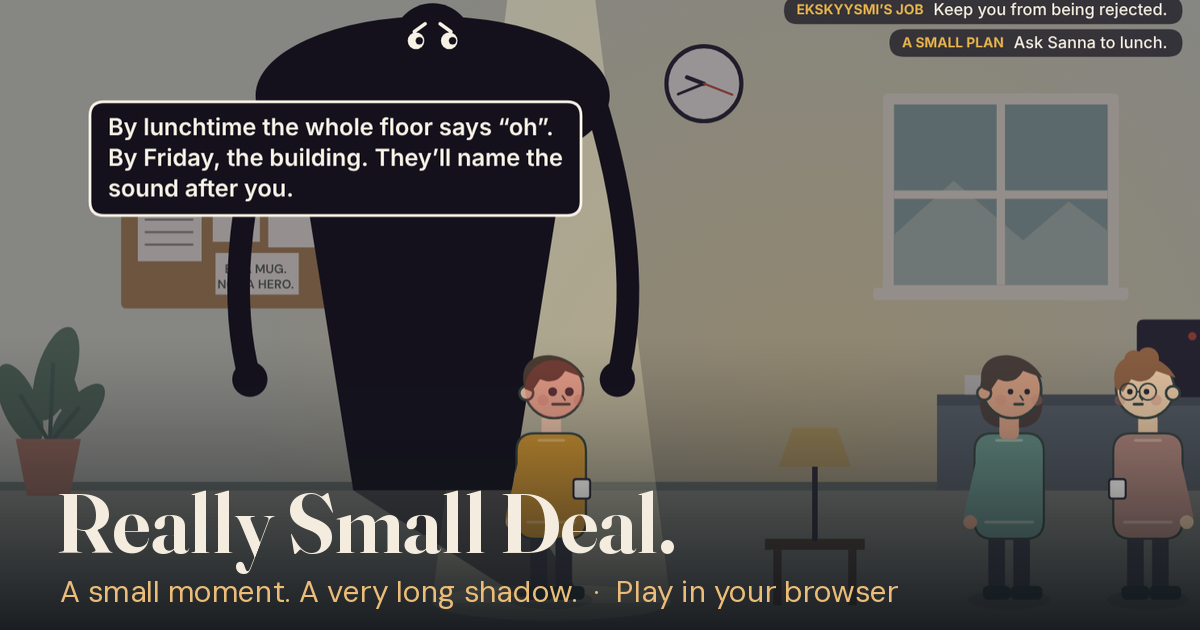 EKSKYYSMI'S JOB Keep you from being rejected.
A SMALL PLAN Ask Sanna to lunch.
By lunchtime the whole floor says “oh”.
By Friday, the building. They’ll name the
sound after you.
MUG.
A HERO.
Really Small Deal.
A small moment. A very long shadow. · Play in your browser